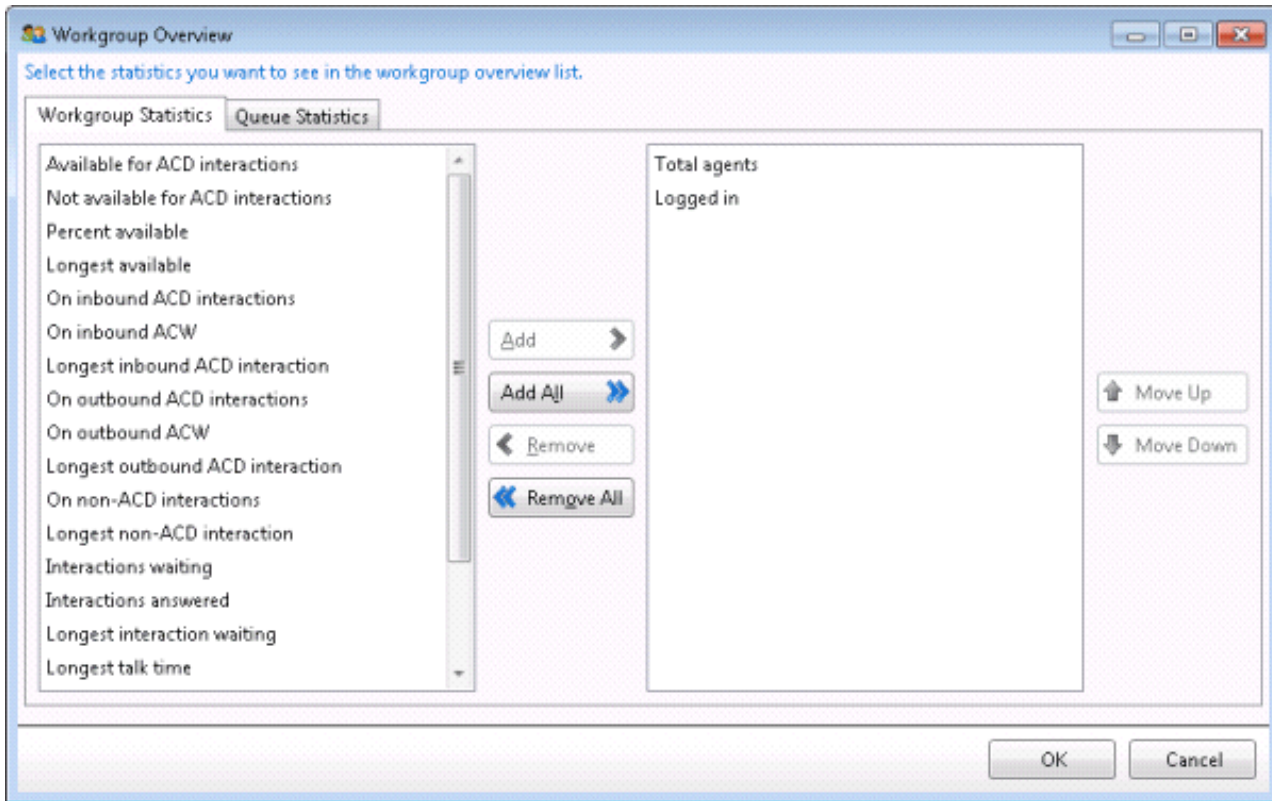 Workgroup Overview
Select the statistics you want to see in the workgroup overview list.
Workgroup Statistics
Queue Statistics
Available for ACD interactions
Not available for ACD interactions
Percent available
Longest available
On inbound ACD interactions
On inbound ACW
Longest inbound ACD interaction
On outbound ACD interactions
On outbound ACW
Longest outbound ACD interaction
On non-ACD interactions
Longest non-ACD interaction
Interactions waiting
Interactions answered
Longest interaction waiting
Longest talk time
Add
Add All
Remove
Remove All
Total agents
Logged in
Move Up
Move Down
OK
Cancel